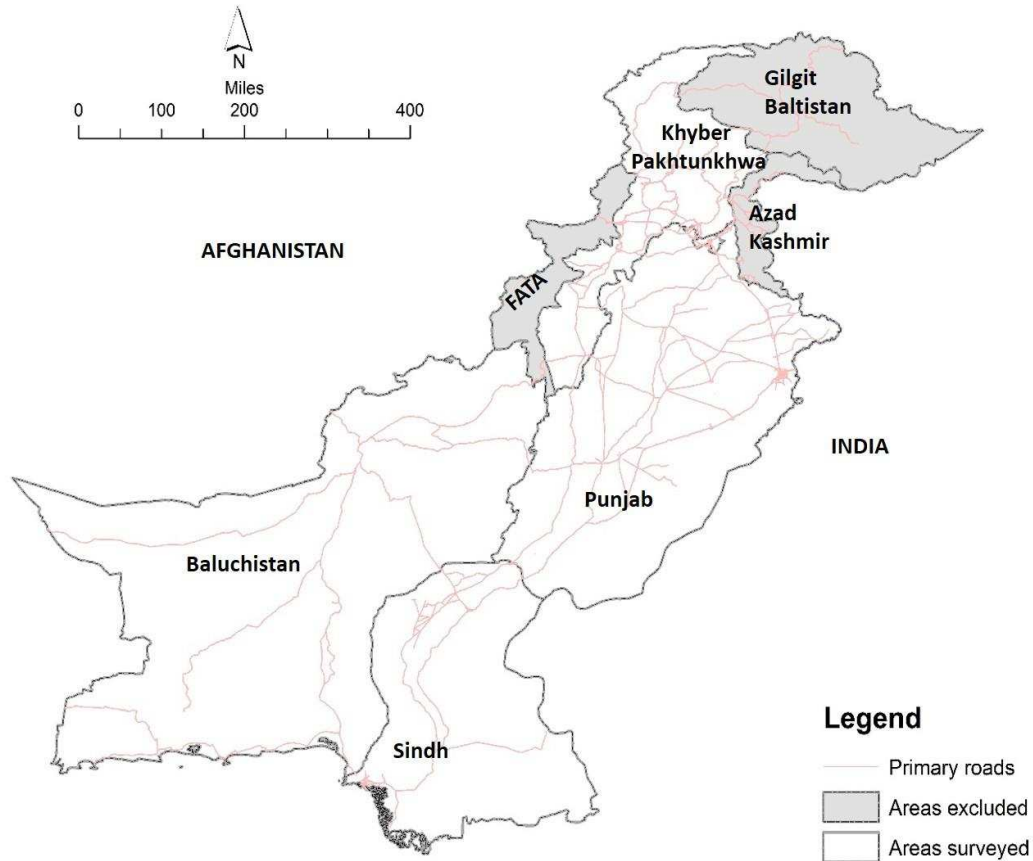 N
Miles
0 100 200 400
Gilgit
Baltistan
Khyber
Pakhtunkhwa
Azad
Kashmir
AFGHANISTAN
FATA
INDIA
Punjab
Baluchistan
Sindh
Legend
Primary roads
Areas excluded
Areas surveyed